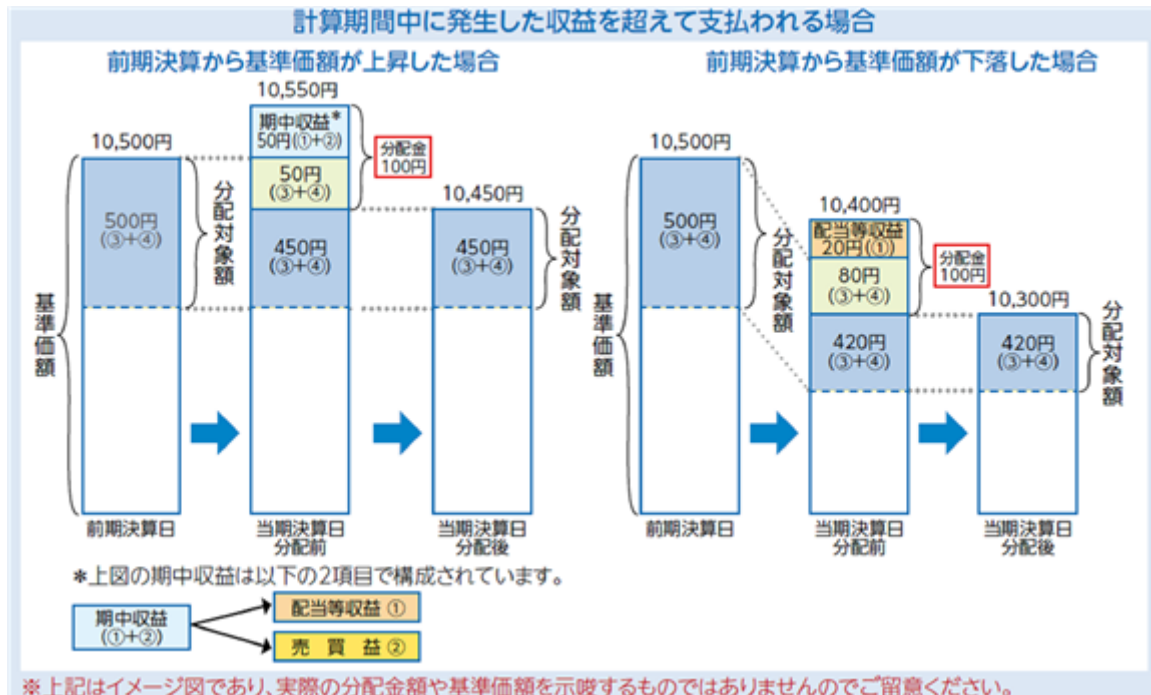 計算期間中に発生した収益を超えて支払われる場合
前期決算から基準価額が上昇した場合
10,500円
10,550円
期中収益*
50円(①+②)
分配金
100円
50円
(③+④)
10,450円
500円
(③+④)
分配対象額
450円
(③+④)
450円
(③+④)
分配対象額
基準価額
前期決算日
当期決算日
分配前
当期決算日
分配後
前期決算から基準価額が下落した場合
10,500円
10,400円
配当等収益
20円(①)
分配金
100円
80円
(③+④)
10,300円
500円
(③+④)
分配対象額
420円
(③+④)
420円
(③+④)
分配対象額
基準価額
前期決算日
当期決算日
分配前
当期決算日
分配後
*上図の期中収益は以下の2項目で構成されています。
期中収益
(①+②)
配当等収益 ①
売 買 益 ②
※上記はイメージ図であり、実際の分配金額や基準価額を示唆するものではありませんのでご留意ください。